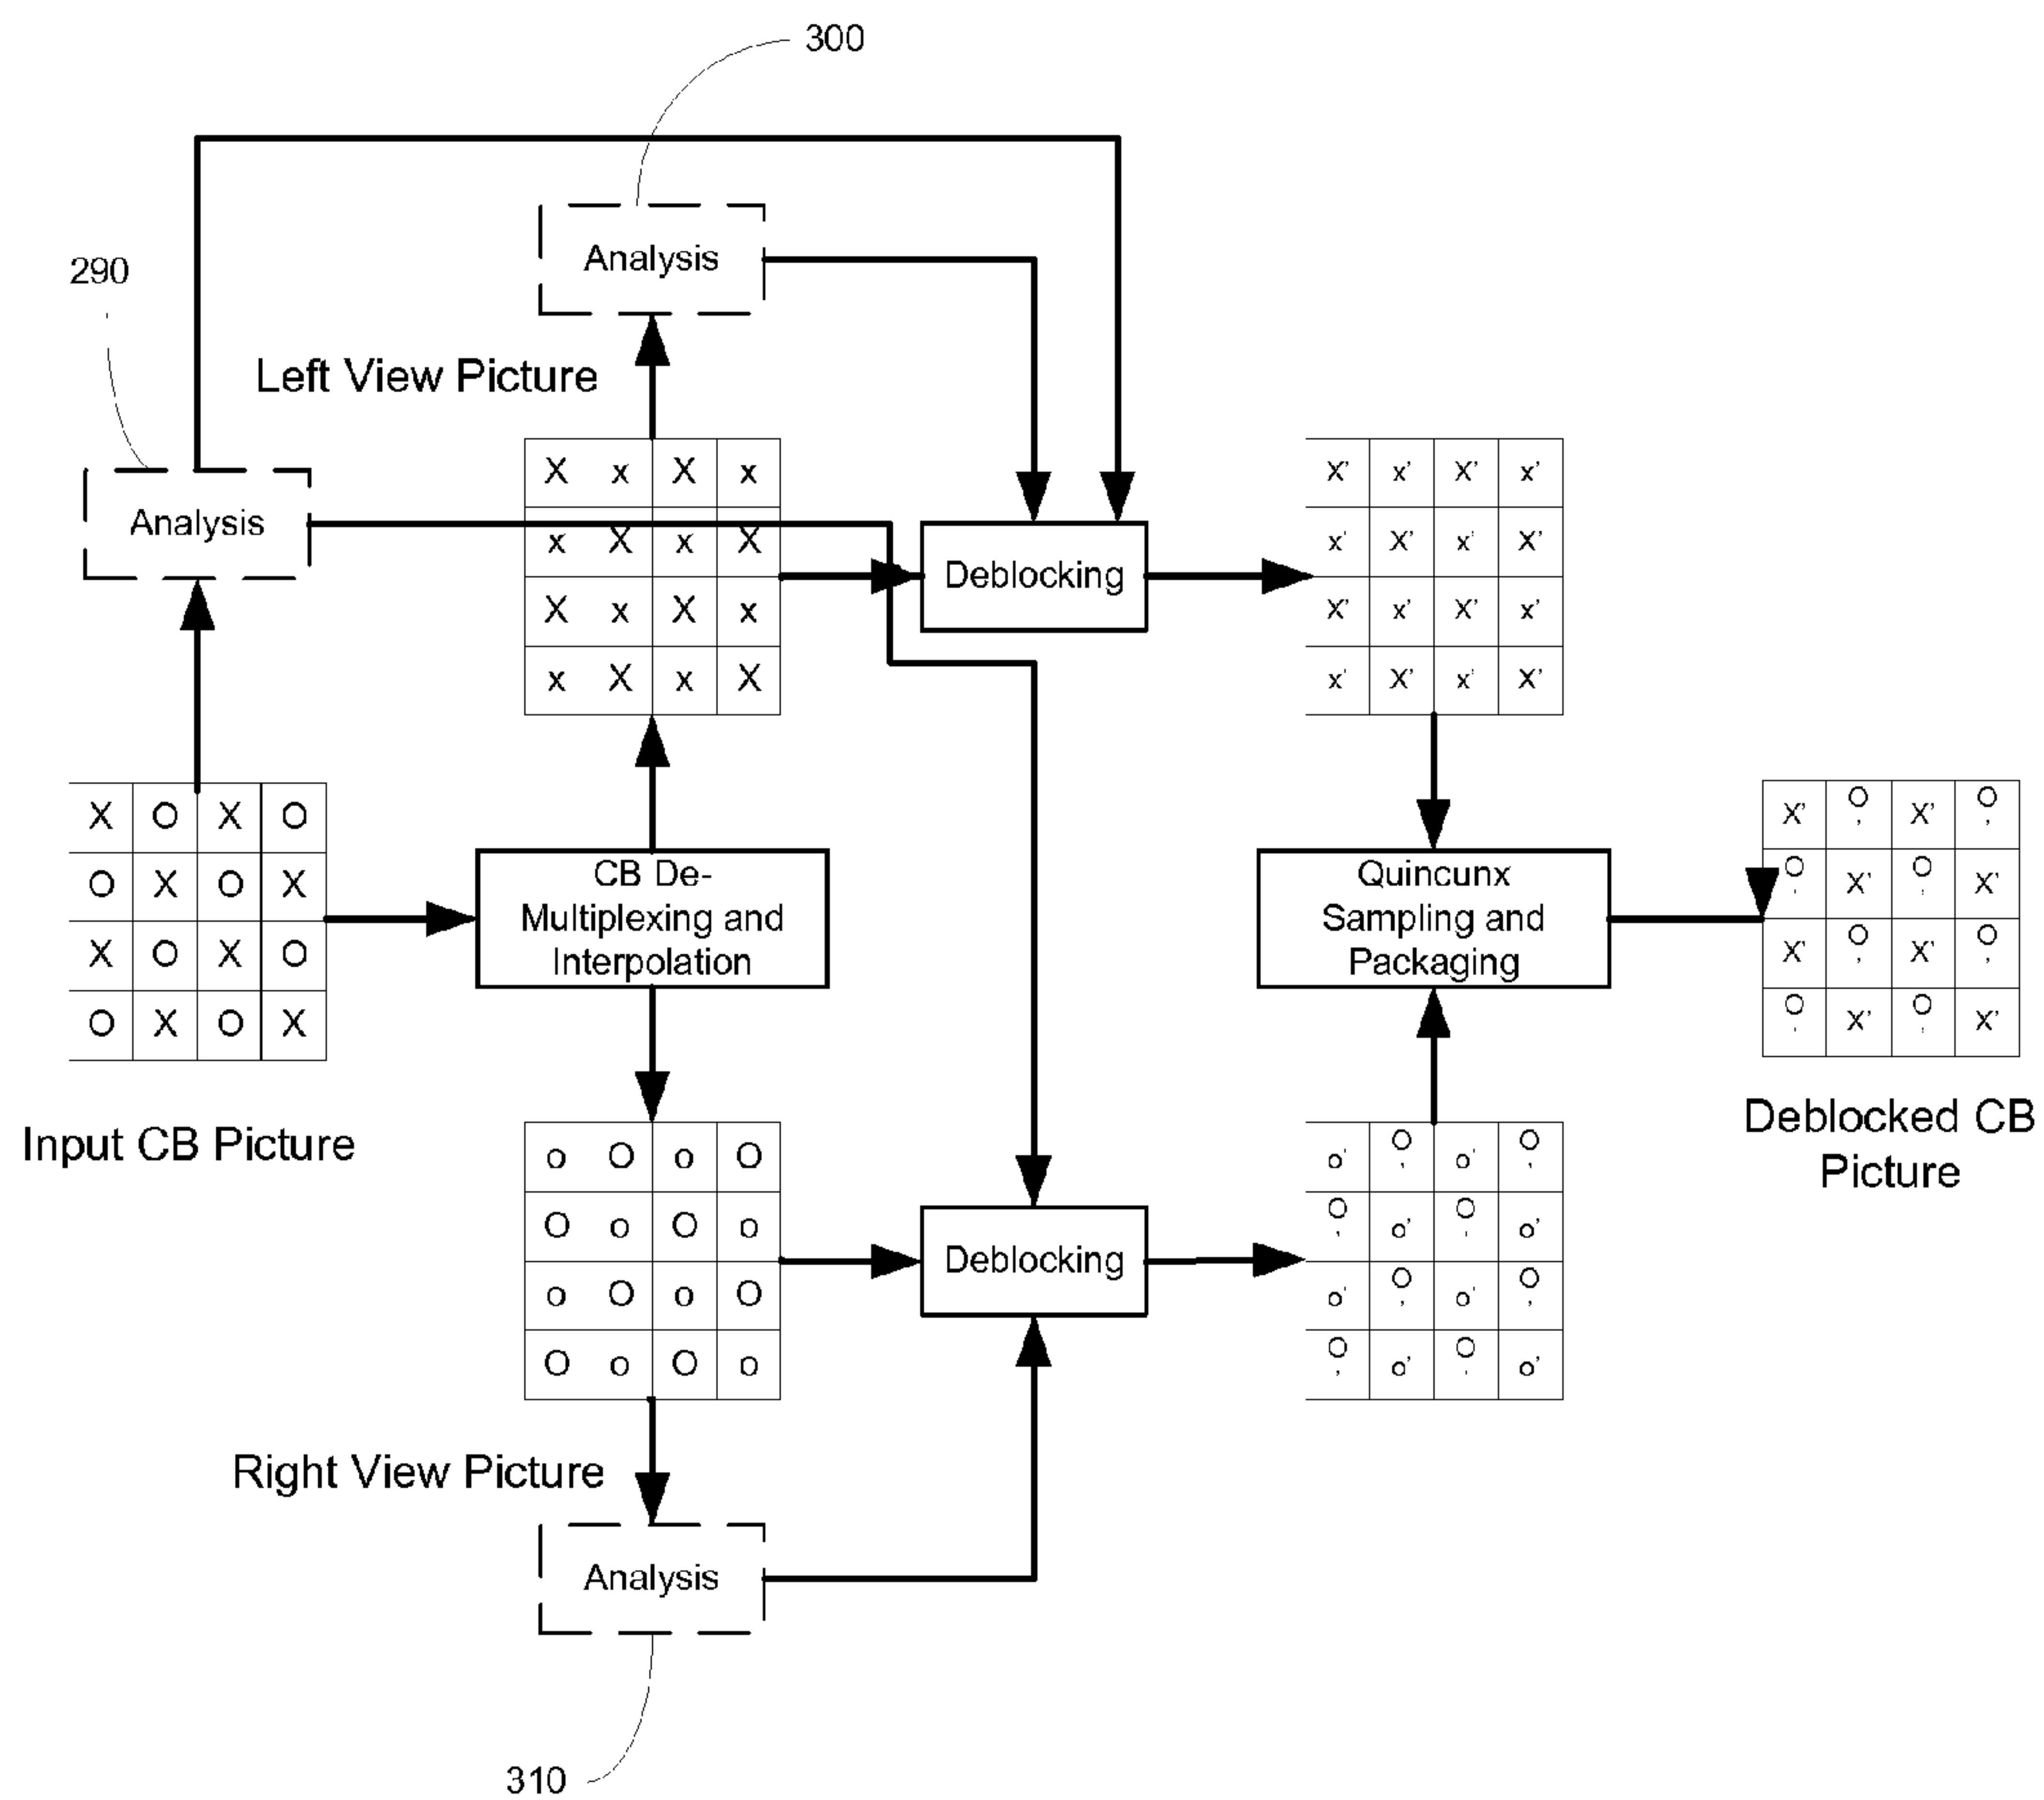 300
Analysis
290
Left View Picture
Analysis
X x X x
x X x X
X x X x
x X x X
Deblocking
X' x' X' x'
x' X' x' X'
X' x' X' x'
x' X' x' X'
X O X O
O X O X
X O X O
O X O X
Input CB Picture
CB De-
Multiplexing and
Interpolation
Quincunx
Sampling and
Packaging
X' O' X' O'
O' X' O' X'
X' O' X' O'
O' X' O' X'
Deblocked CB
Picture
o O o O
O o O o
o O o O
O o O o
Deblocking
o' O' o' O'
O' o' O' o'
o' O' o' O'
O' o' O' o'
Right View Picture
Analysis
310